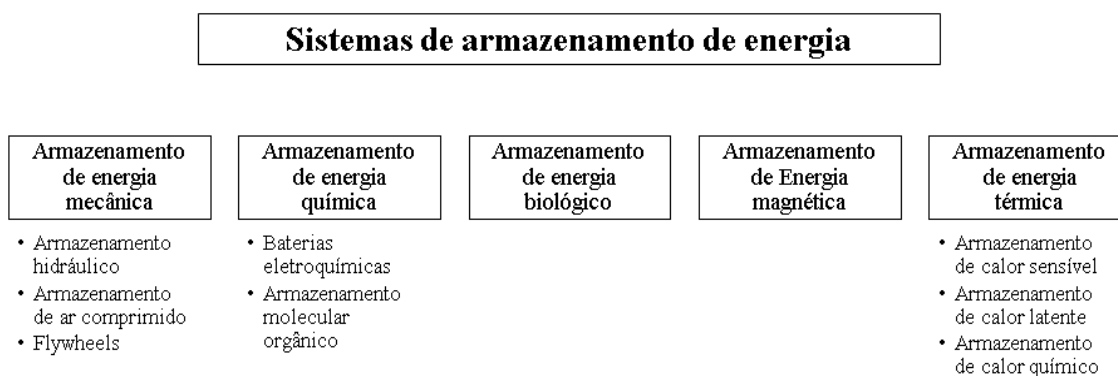 Sistemas de armazenamento de energia
Armazenamento
de energia
mecânica
• Armazenamento
hidráulico
• Armazenamento
de ar comprimido
• Flywheels
Armazenamento
de energia
química
• Baterias
eletroquímicas
• Armazenamento
molecular
orgânico
Armazenamento
de energia
biológico
Armazenamento
de Energia
magnética
Armazenamento
de energia
térmica
• Armazenamento
de calor sensível
• Armazenamento
de calor latente
• Armazenamento
de calor químico